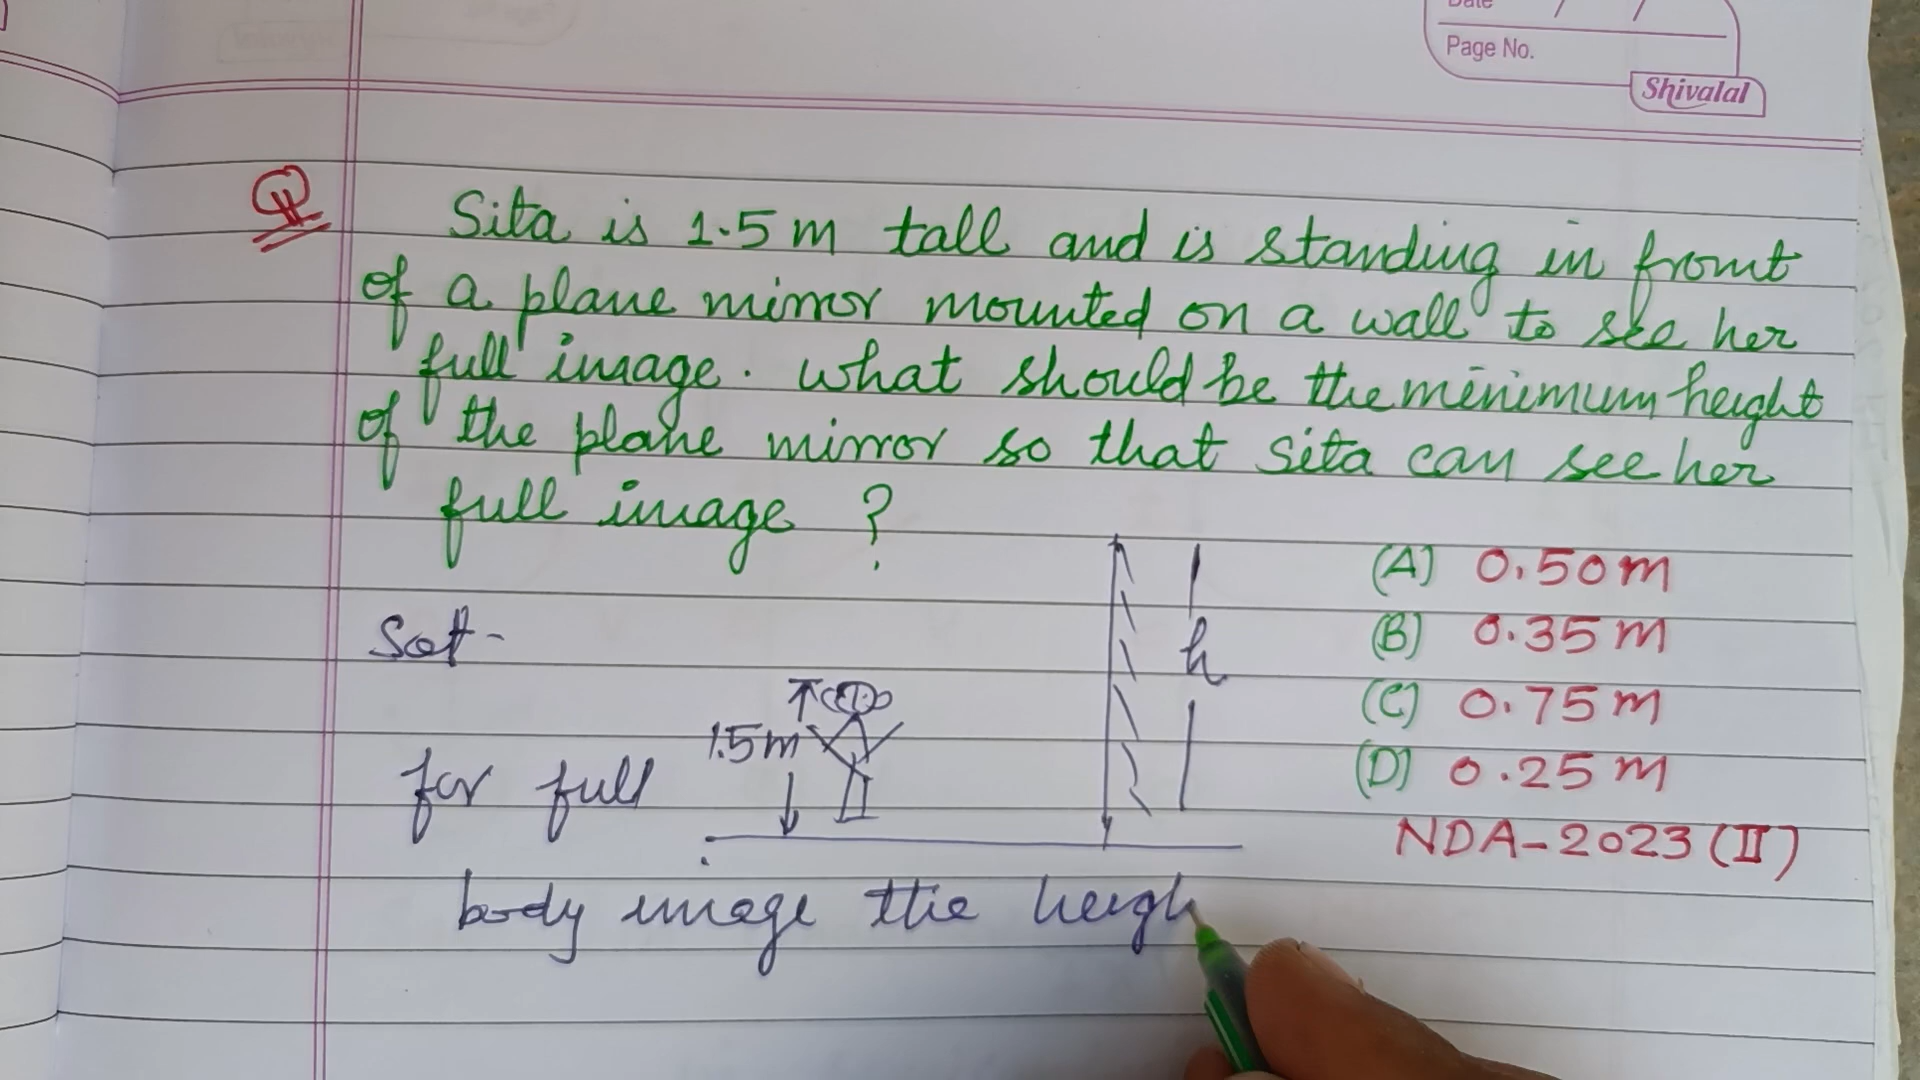 Date / /
Page No.
Shivalal
Q Sita is 1.5 m tall and is standing in front
of a plane mirror mounted on a wall to see her
full image. What should be the minimum height
of the plane mirror so that Sita can see her
full image ?
(A) 0.50 m
(B) 0.35 m
(C) 0.75 m
(D) 0.25 m
NDA-2023 (II)
Sol-
h
1.5 m
for full
body image the heigh